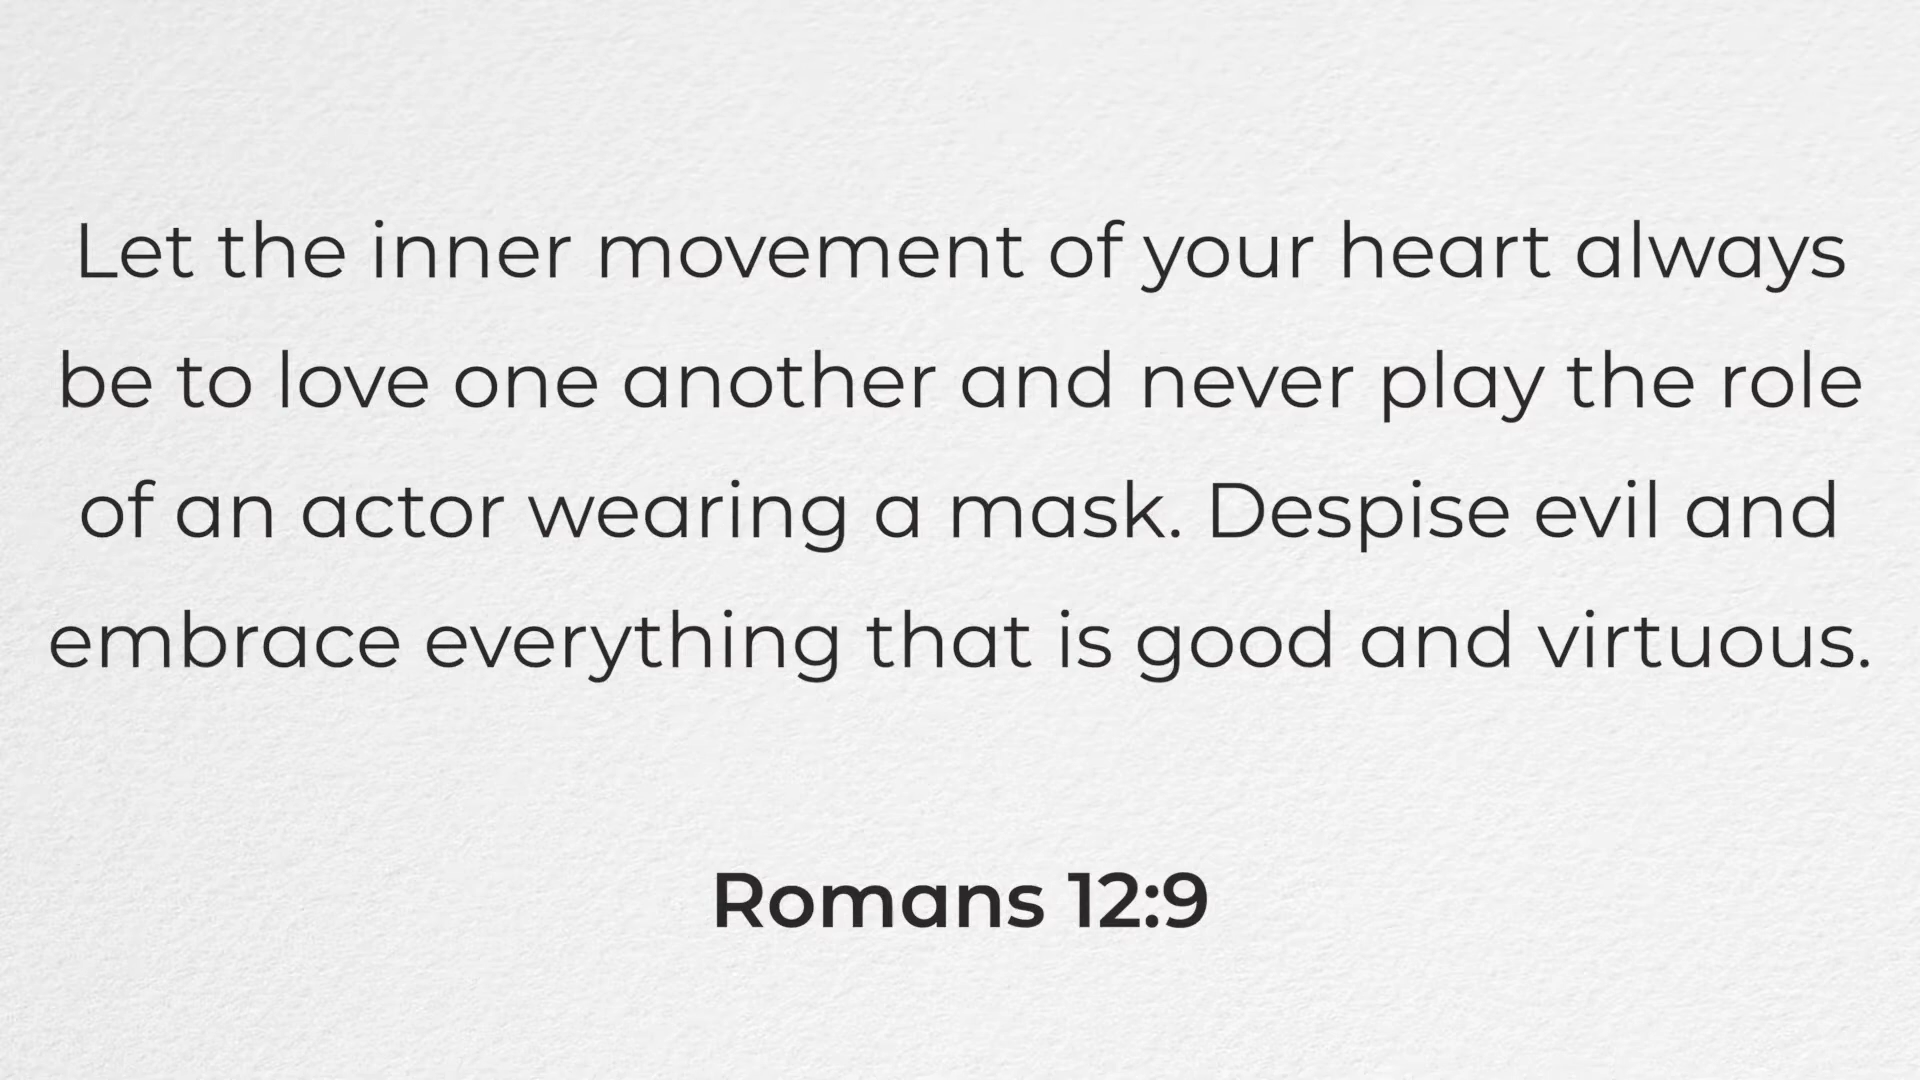 Let the inner movement of your heart always
be to love one another and never play the role
of an actor wearing a mask. Despise evil and
embrace everything that is good and virtuous.
Romans 12:9